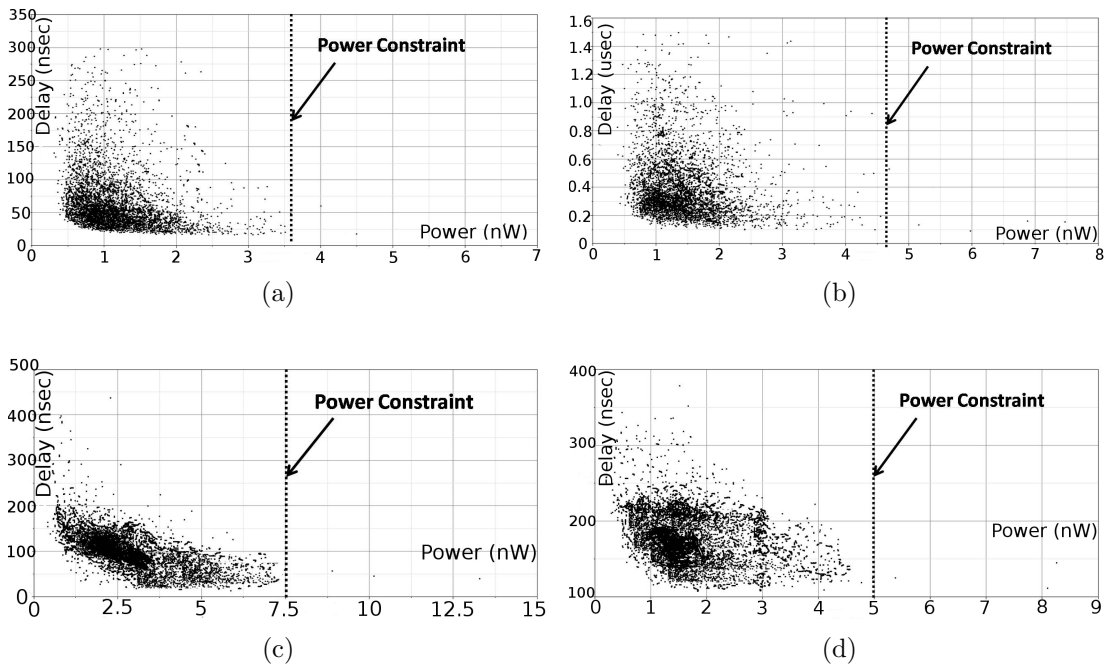 350
300
250
200
150
100
50
0
Delay (nsec)
Power Constraint
Power (nW)
0 1 2 3 4 5 6 7
(a)
1.6
1.4
1.2
1.0
0.8
0.6
0.4
0.2
0
Delay (usec)
Power Constraint
Power (nW)
0 1 2 3 4 5 6 7 8
(b)
500
400
300
200
100
0
Delay (nsec)
Power Constraint
Power (nW)
0 2.5 5 7.5 10 12.5 15
(c)
400
300
200
100
Delay (nsec)
Power Constraint
Power (nW)
0 1 2 3 4 5 6 7 8 9
(d)